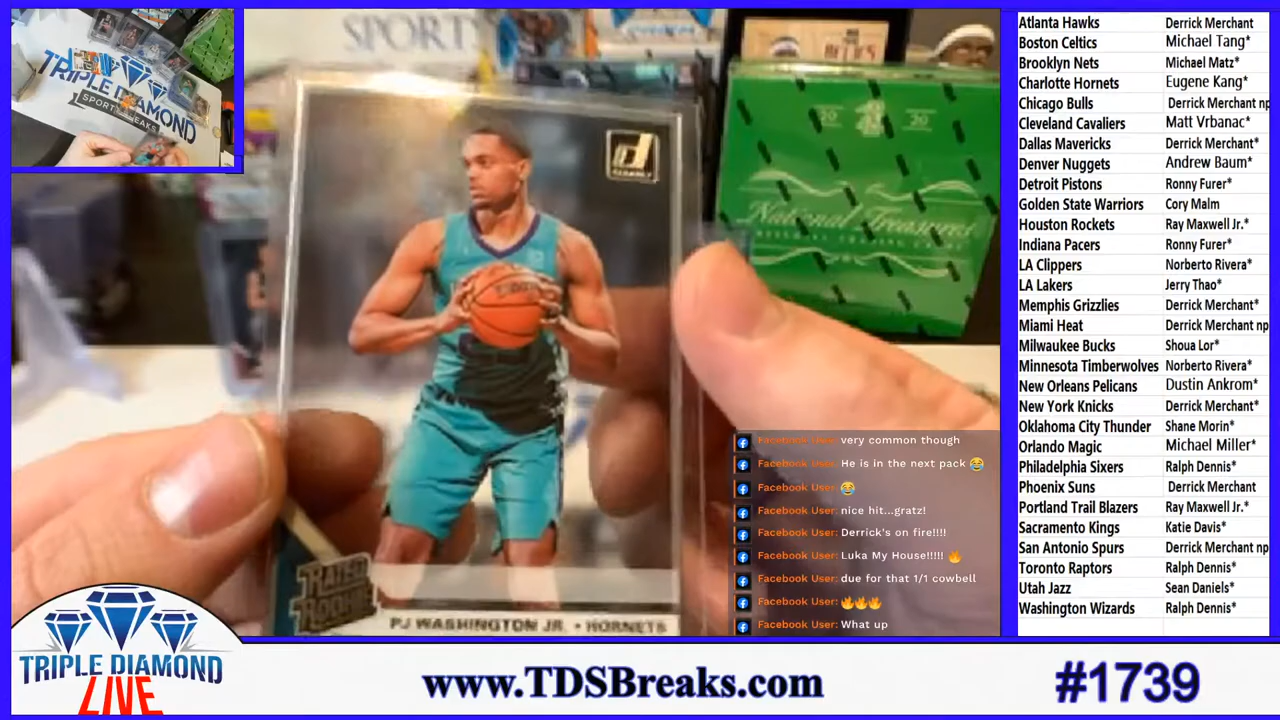 SPORTS
TRIPLE DIAMOND
SPORTS BREAKS
20 20
National Treasures
d
RATED
ROOKIE
PJ WASHINGTON JR. • HORNETS
Facebook User: very common though
Facebook User: He is in the next pack 😂
Facebook User: 😂
Facebook User: nice hit...gratz!
Facebook User: Derrick's on fire!!!!
Facebook User: Luka My House!!!!! 🔥
Facebook User: due for that 1/1 cowbell
Facebook User: 🔥🔥🔥
Facebook User: What up
Atlanta Hawks Derrick Merchant
Boston Celtics Michael Tang*
Brooklyn Nets Michael Matz*
Charlotte Hornets Eugene Kang*
Chicago Bulls Derrick Merchant np
Cleveland Cavaliers Matt Vrbanac*
Dallas Mavericks Derrick Merchant*
Denver Nuggets Andrew Baum*
Detroit Pistons Ronny Furer*
Golden State Warriors Cory Malm
Houston Rockets Ray Maxwell Jr.*
Indiana Pacers Ronny Furer*
LA Clippers Norberto Rivera*
LA Lakers Jerry Thao*
Memphis Grizzlies Derrick Merchant*
Miami Heat Derrick Merchant np
Milwaukee Bucks Shoua Lor*
Minnesota Timberwolves Norberto Rivera*
New Orleans Pelicans Dustin Ankrom*
New York Knicks Derrick Merchant*
Oklahoma City Thunder Shane Morin*
Orlando Magic Michael Miller*
Philadelphia Sixers Ralph Dennis*
Phoenix Suns Derrick Merchant
Portland Trail Blazers Ray Maxwell Jr.*
Sacramento Kings Katie Davis*
San Antonio Spurs Derrick Merchant np
Toronto Raptors Ralph Dennis*
Utah Jazz Sean Daniels*
Washington Wizards Ralph Dennis*
TRIPLE DIAMOND
LIVE
www.TDSBreaks.com
#1739